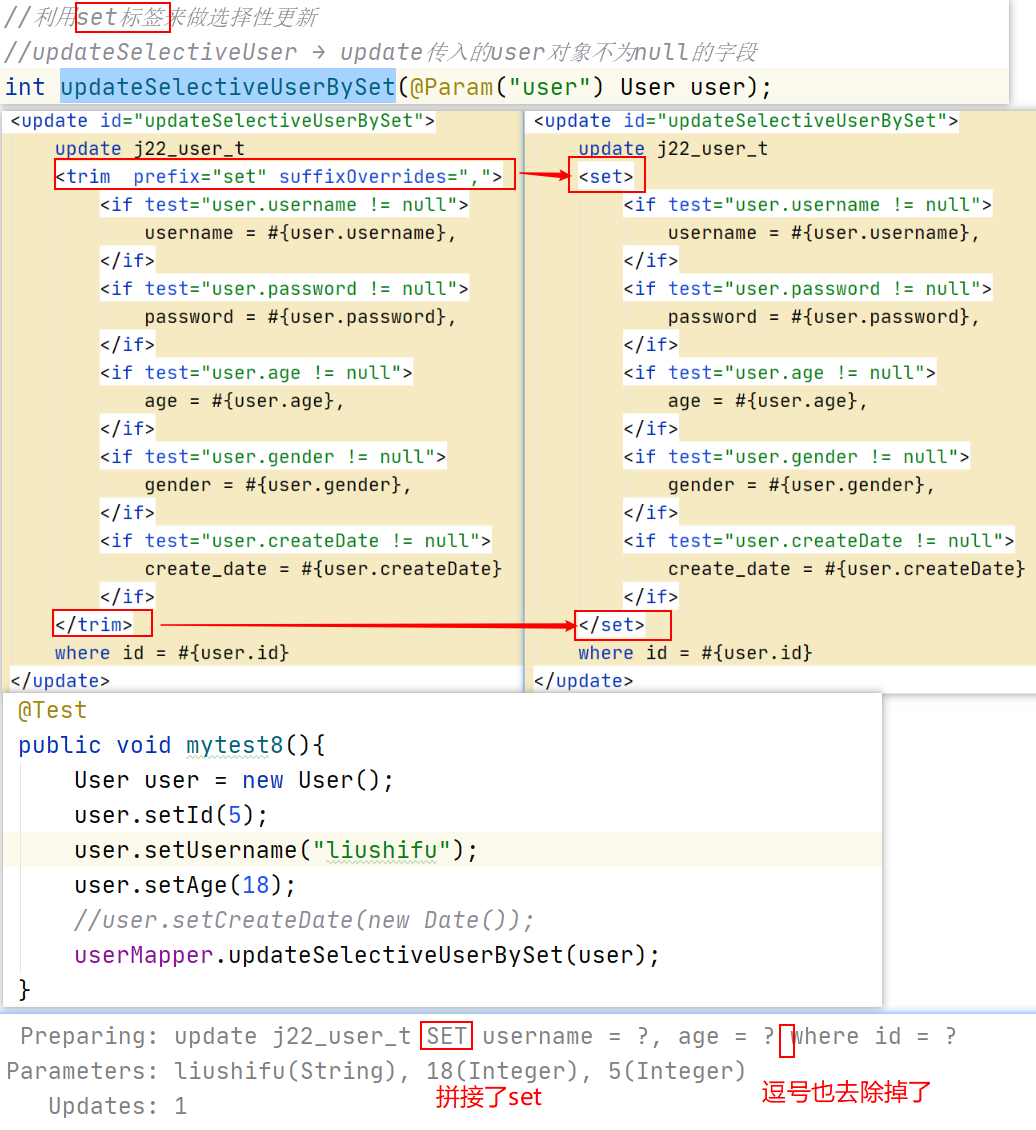 //利用set标签来做选择性更新
//updateSelectiveUser → update传入的user对象不为null的字段
int updateSelectiveUserBySet(@Param("user") User user);
<update id="updateSelectiveUserBySet">
update j22_user_t
<trim  prefix="set" suffixOverrides=",">
<if test="user.username != null">
username = #{user.username},
</if>
<if test="user.password != null">
password = #{user.password},
</if>
<if test="user.age != null">
age = #{user.age},
</if>
<if test="user.gender != null">
gender = #{user.gender},
</if>
<if test="user.createDate != null">
create_date = #{user.createDate}
</if>
</trim>
where id = #{user.id}
</update>
<update id="updateSelectiveUserBySet">
update j22_user_t
<set>
<if test="user.username != null">
username = #{user.username},
</if>
<if test="user.password != null">
password = #{user.password},
</if>
<if test="user.age != null">
age = #{user.age},
</if>
<if test="user.gender != null">
gender = #{user.gender},
</if>
<if test="user.createDate != null">
create_date = #{user.createDate}
</if>
</set>
where id = #{user.id}
</update>
@Test
public void mytest8(){
User user = new User();
user.setId(5);
user.setUsername("liushifu");
user.setAge(18);
//user.setCreateDate(new Date());
userMapper.updateSelectiveUserBySet(user);
}
Preparing: update j22_user_t SET username = ?, age = ? where id = ?
Parameters: liushifu(String), 18(Integer), 5(Integer)
Updates: 1
拼接了set
逗号也去除掉了